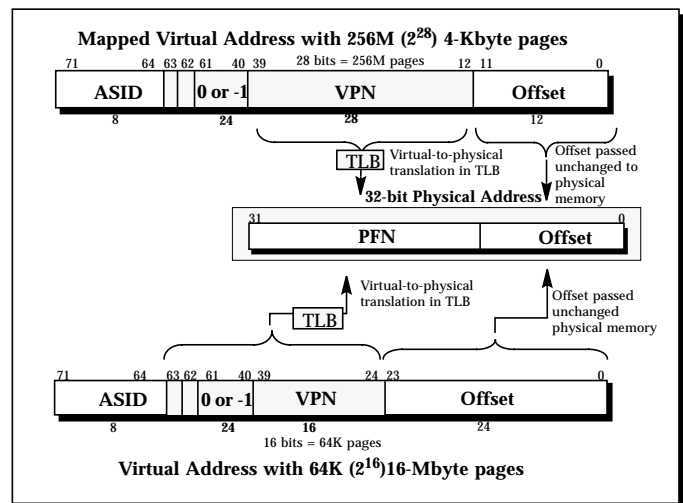 Mapped Virtual Address with 256M (2²⁸) 4-Kbyte pages
71 64 63 62 61 40 39 28 bits = 256M pages 12 11 0
ASID 0 or -1 VPN Offset
8 24 28 12
TLB
Virtual-to-physical
translation in TLB
Offset passed
unchanged to
physical
memory
32-bit Physical Address
31 0
PFN Offset
Virtual-to-physical
translation in TLB
TLB
Offset passed
unchanged
physical memory
71 64 63 62 61 40 39 24 23 0
ASID 0 or -1 VPN Offset
8 24 16 24
16 bits = 64K pages
Virtual Address with 64K (2¹⁶)16-Mbyte pages